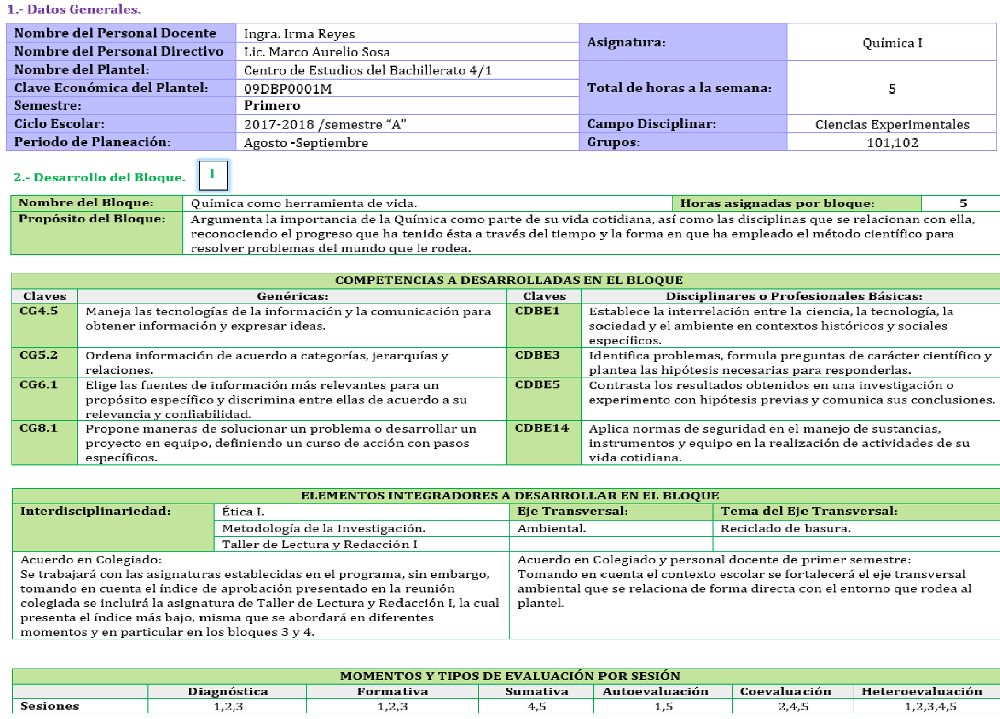 1.- Datos Generales.
Nombre del Personal Docente
Ingra. Irma Reyes
Asignatura:
Química I
Nombre del Personal Directivo
Lic. Marco Aurelio Sosa
Nombre del Plantel:
Centro de Estudios del Bachillerato 4/1
Total de horas a la semana:
5
Clave Económica del Plantel:
09DBP0001M
Semestre:
Primero
Ciclo Escolar:
2017-2018 /semestre “A”
Campo Disciplinar:
Ciencias Experimentales
Periodo de Planeación:
Agosto -Septiembre
Grupos:
101,102
2.- Desarrollo del Bloque.
I
Nombre del Bloque:
Química como herramienta de vida.
Horas asignadas por bloque:
5
Propósito del Bloque:
Argumenta la importancia de la Química como parte de su vida cotidiana, así como las disciplinas que se relacionan con ella,
reconociendo el progreso que ha tenido ésta a través del tiempo y la forma en que ha empleado el método científico para
resolver problemas del mundo que le rodea.
COMPETENCIAS A DESARROLLADAS EN EL BLOQUE
Claves
Genéricas:
Claves
Disciplinares o Profesionales Básicas:
CG4.5
Maneja las tecnologías de la información y la comunicación para
obtener información y expresar ideas.
CDBE1
Establece la interrelación entre la ciencia, la tecnología, la
sociedad y el ambiente en contextos históricos y sociales
específicos.
CG5.2
Ordena información de acuerdo a categorías, jerarquías y
relaciones.
CDBE3
Identifica problemas, formula preguntas de carácter científico y
plantea las hipótesis necesarias para responderlas.
CG6.1
Elige las fuentes de información más relevantes para un
propósito específico y discrimina entre ellas de acuerdo a su
relevancia y confiabilidad.
CDBE5
Contrasta los resultados obtenidos en una investigación o
experimento con hipótesis previas y comunica sus conclusiones.
CG8.1
Propone maneras de solucionar un problema o desarrollar un
proyecto en equipo, definiendo un curso de acción con pasos
específicos.
CDBE14
Aplica normas de seguridad en el manejo de sustancias,
instrumentos y equipo en la realización de actividades de su
vida cotidiana.
ELEMENTOS INTEGRADORES A DESARROLLAR EN EL BLOQUE
Interdisciplinariedad:
Ética I.
Eje Transversal:
Tema del Eje Transversal:
Metodología de la Investigación.
Ambiental.
Reciclado de basura.
Taller de Lectura y Redacción I
Acuerdo en Colegiado:
Se trabajará con las asignaturas establecidas en el programa, sin embargo,
tomando en cuenta el índice de aprobación presentado en la reunión
colegiada se incluirá la asignatura de Taller de Lectura y Redacción I, la cual
presenta el índice más bajo, misma que se abordará en diferentes
momentos y en particular en los bloques 3 y 4.
Acuerdo en Colegiado y personal docente de primer semestre:
Tomando en cuenta el contexto escolar se fortalecerá el eje transversal
ambiental que se relaciona de forma directa con el entorno que rodea al
plantel.
MOMENTOS Y TIPOS DE EVALUACIÓN POR SESIÓN
Diagnóstica
Formativa
Sumativa
Autoevaluación
Coevaluación
Heteroevaluación
Sesiones
1,2,3
1,2,3
4,5
1,5
2,4,5
1,2,3,4,5